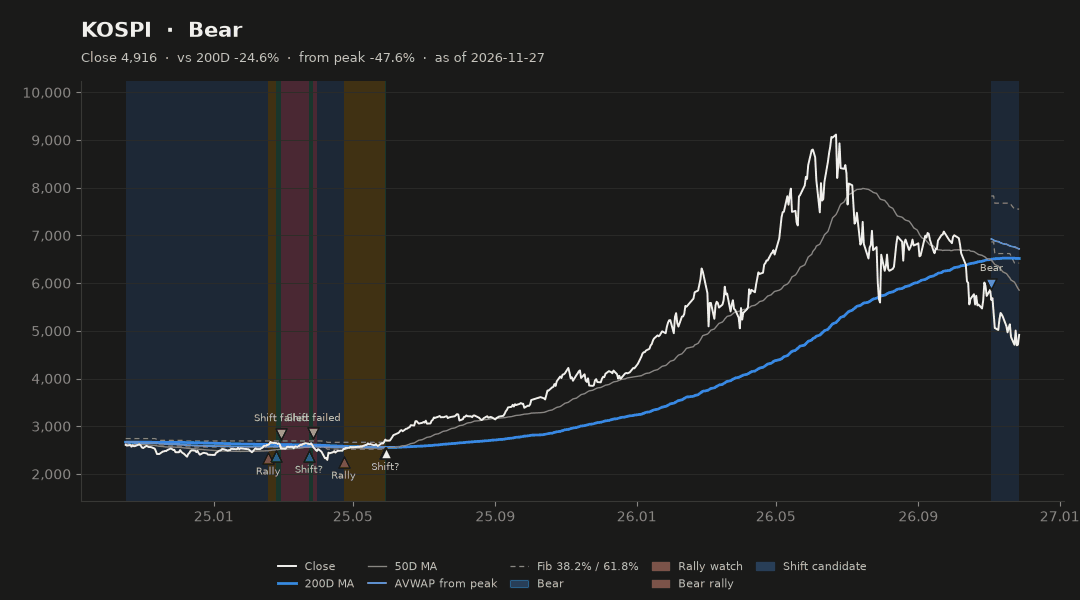 KOSPI · Bear
Close 4,916 · vs 200D -24.6% · from peak -47.6% · as of 2026-11-27
10,000
9,000
8,000
7,000
6,000
5,000
4,000
3,000
2,000
Bear
Shift failed
Shift failed
Rally
Shift?
Rally
Shift?
25.01
25.05
25.09
26.01
26.05
26.09
27.01
Close
50D MA
Fib 38.2% / 61.8%
Rally watch
Shift candidate
200D MA
AVWAP from peak
Bear
Bear rally